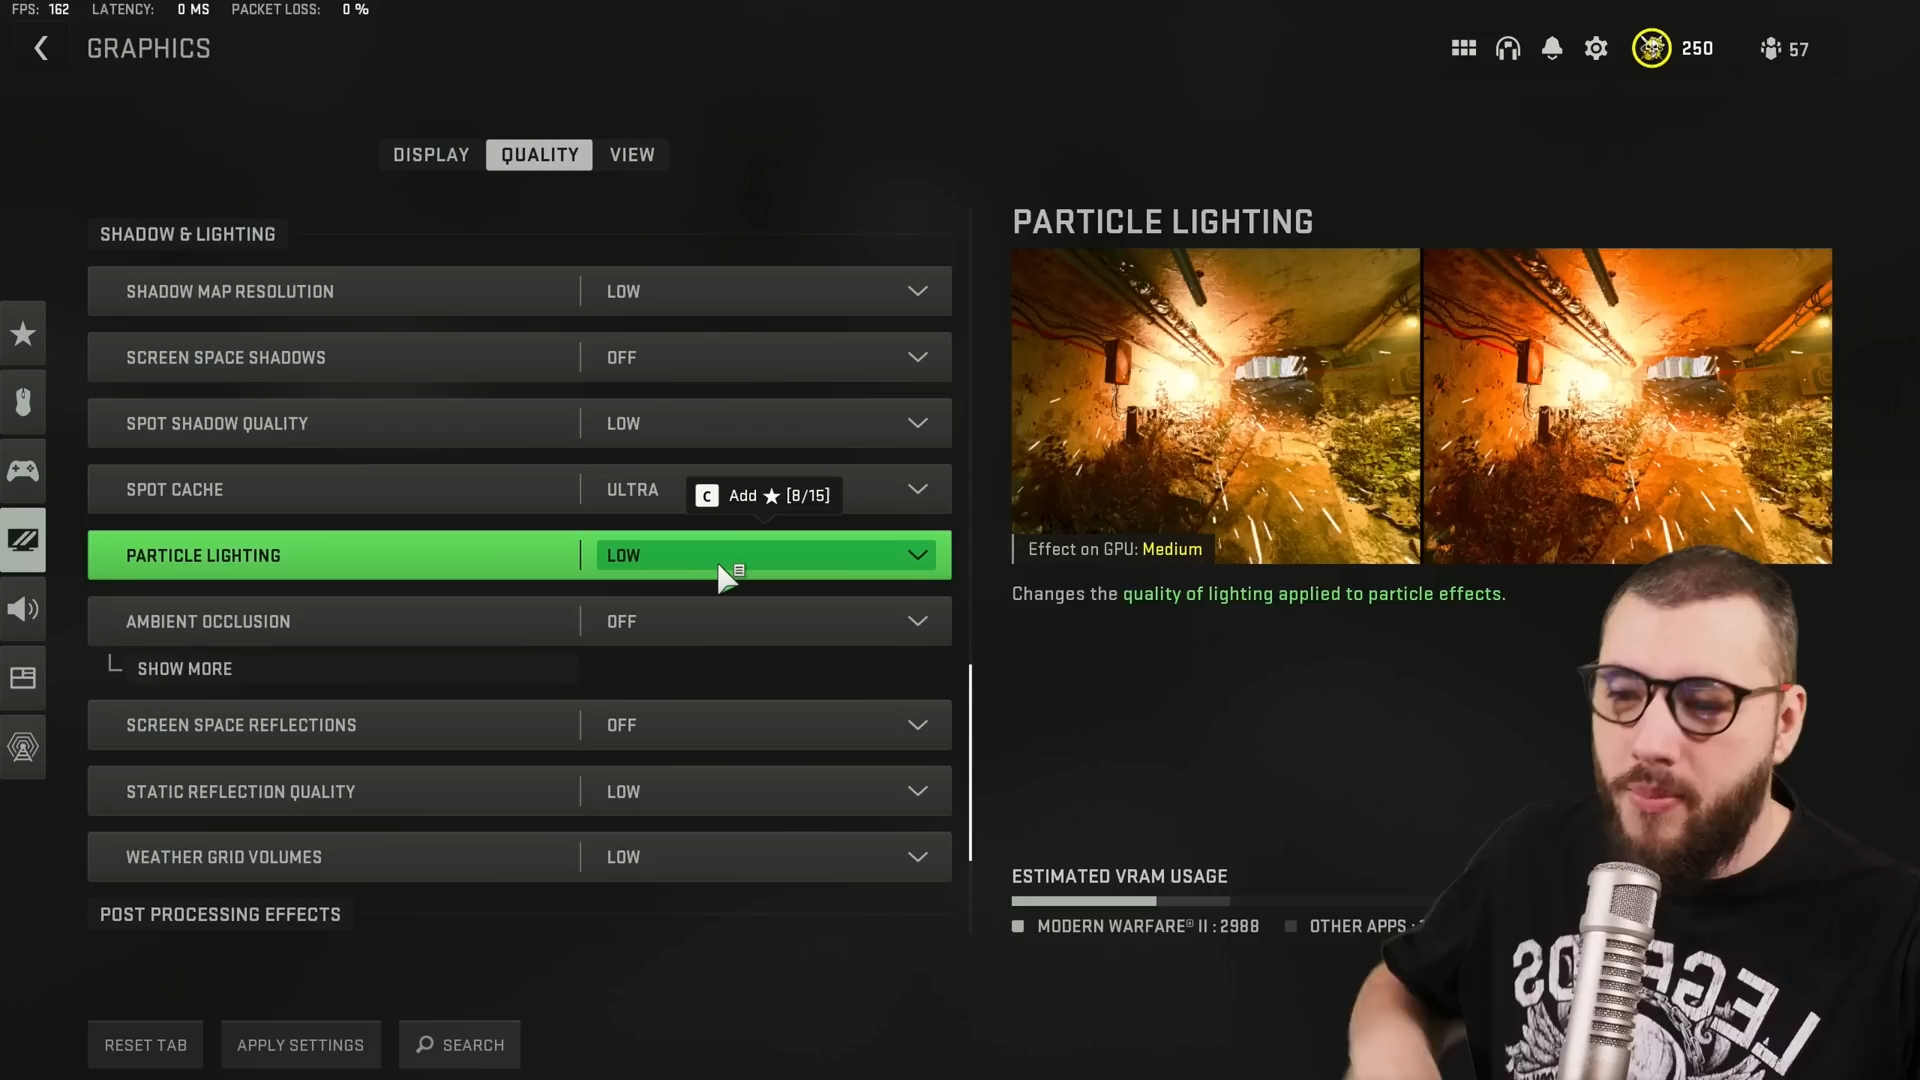 FPS: 162 LATENCY: 0 MS PACKET LOSS: 0 %
GRAPHICS
250
57
DISPLAY QUALITY VIEW
SHADOW & LIGHTING
SHADOW MAP RESOLUTION LOW
SCREEN SPACE SHADOWS OFF
SPOT SHADOW QUALITY LOW
SPOT CACHE ULTRA
C Add ★ [8/15]
PARTICLE LIGHTING LOW
AMBIENT OCCLUSION OFF
SHOW MORE
SCREEN SPACE REFLECTIONS OFF
STATIC REFLECTION QUALITY LOW
WEATHER GRID VOLUMES LOW
POST PROCESSING EFFECTS
RESET TAB APPLY SETTINGS SEARCH
PARTICLE LIGHTING
Effect on GPU: Medium
Changes the quality of lighting applied to particle effects.
ESTIMATED VRAM USAGE
MODERN WARFARE® II : 2988 OTHER APPS :
LEGENDS